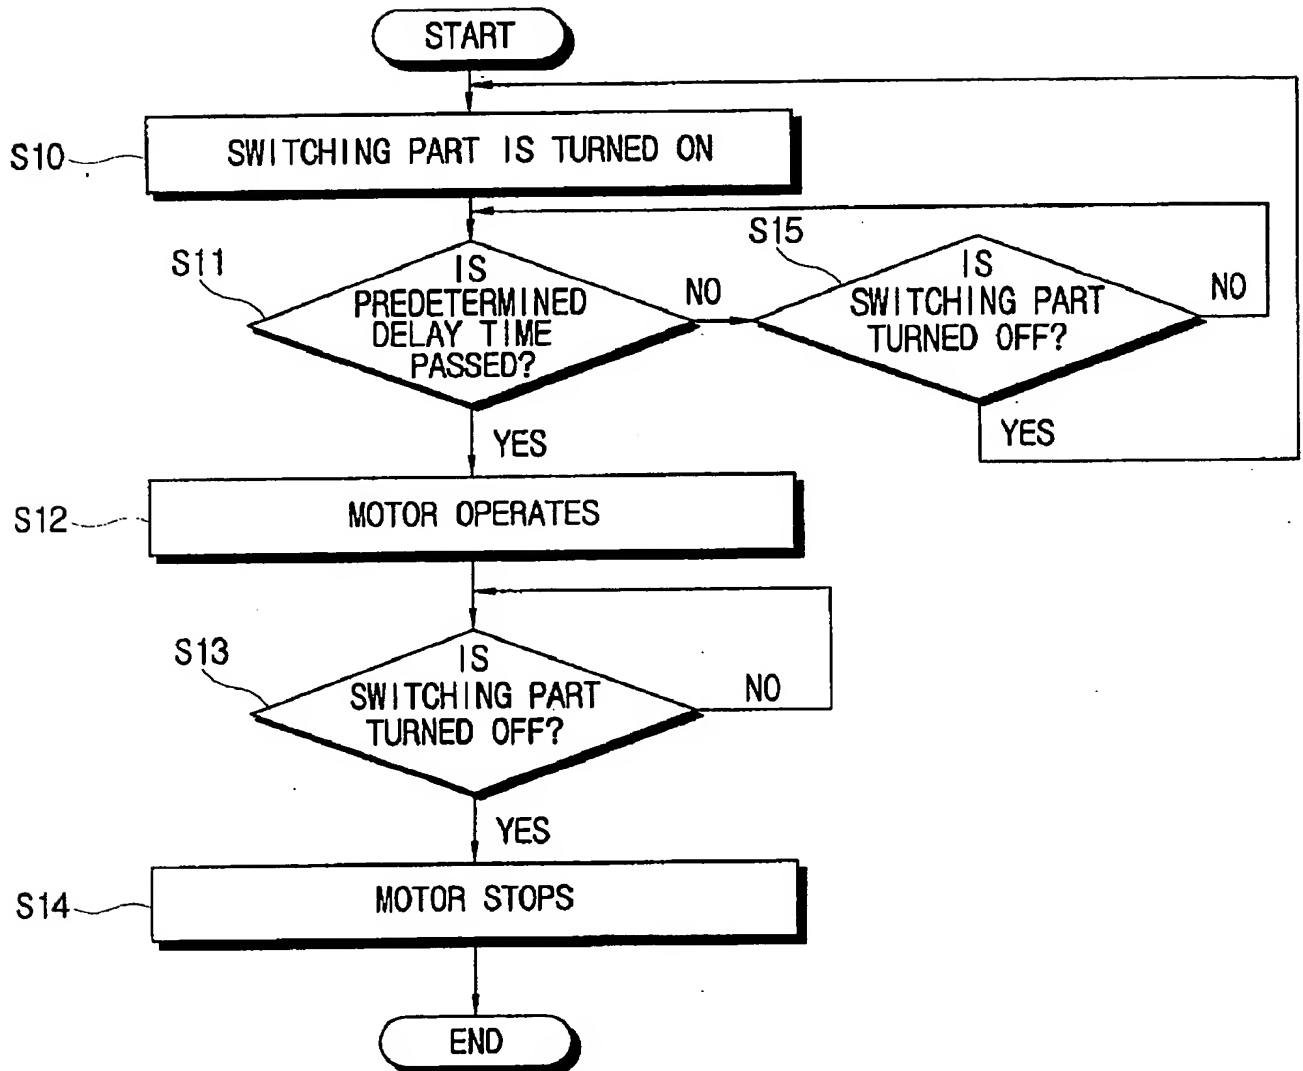 START
S10
SWITCHING PART IS TURNED ON
S11
IS
PREDETERMINED
DELAY TIME
PASSED?
NO
S15
IS
SWITCHING PART
TURNED OFF?
NO
YES
YES
S12
MOTOR OPERATES
S13
IS
SWITCHING PART
TURNED OFF?
NO
YES
S14
MOTOR STOPS
END